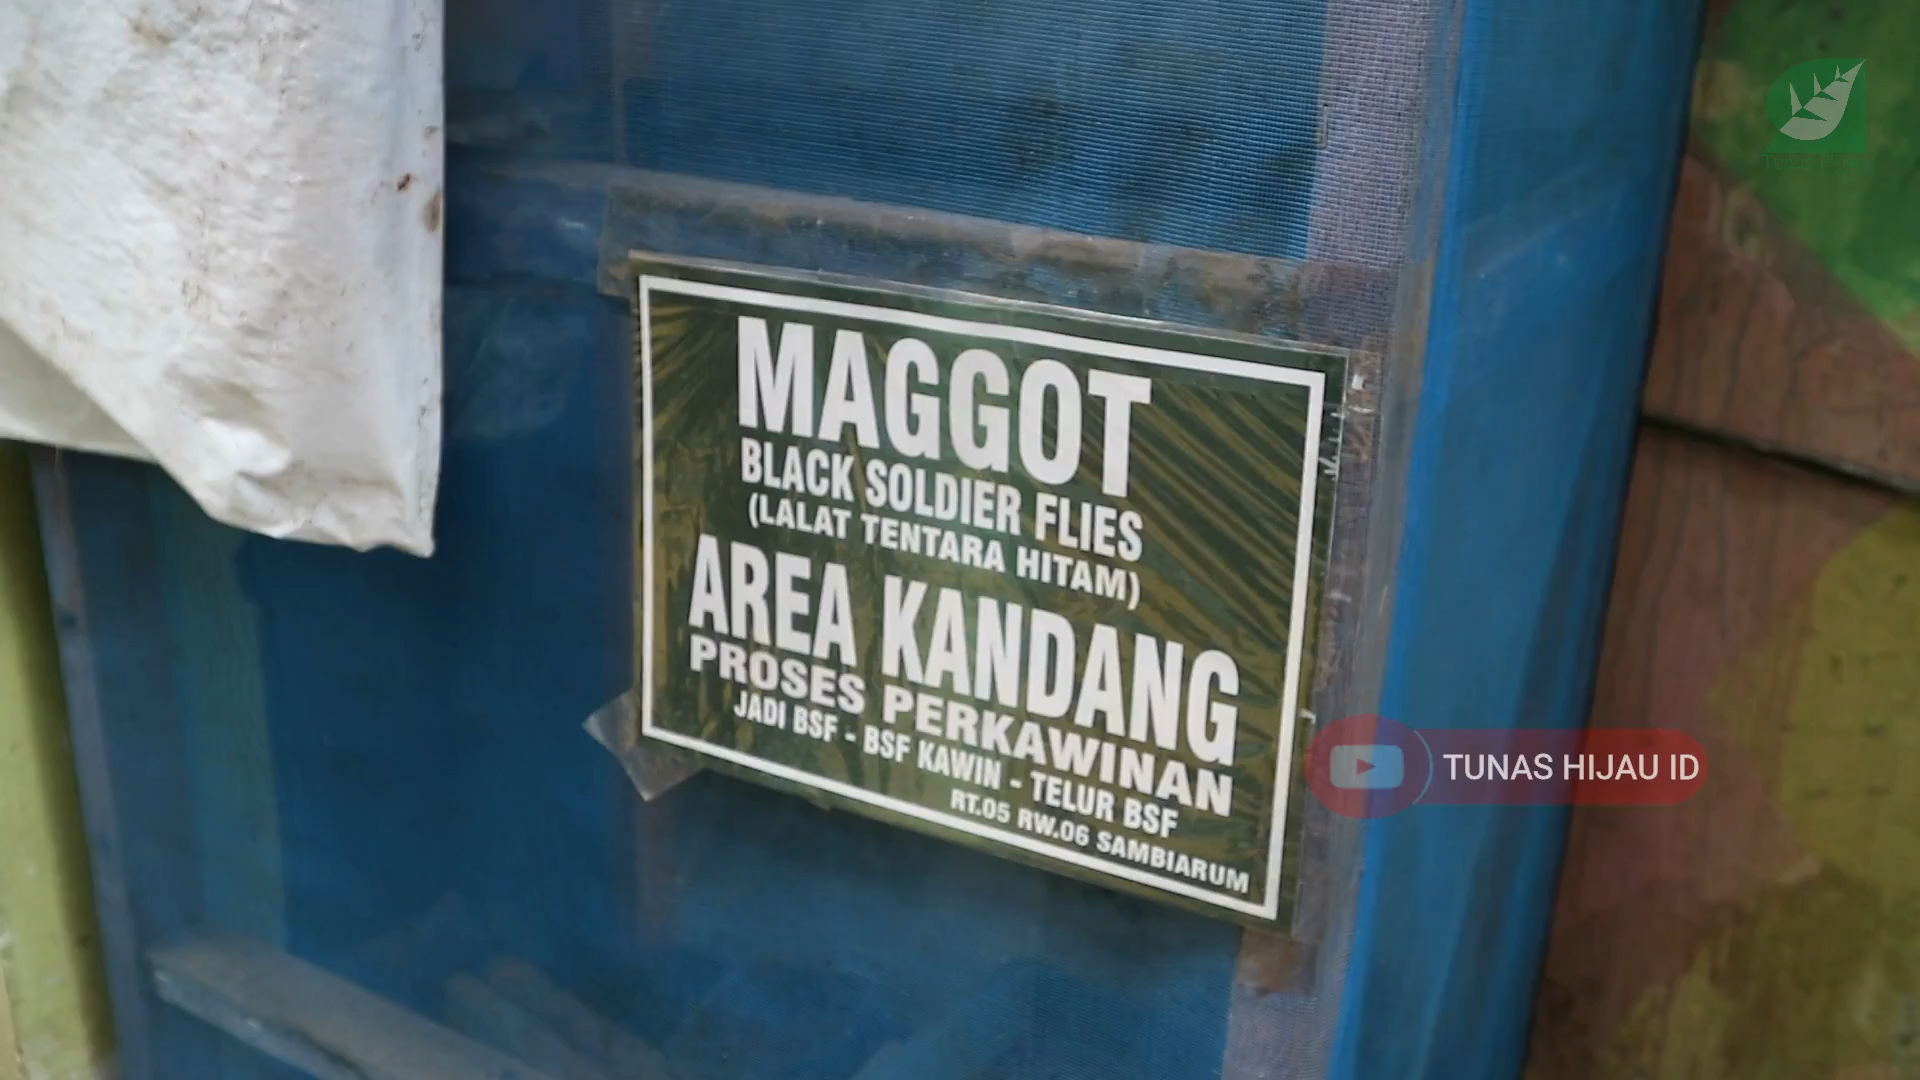 MAGGOT
BLACK SOLDIER FLIES
(LALAT TENTARA HITAM)
AREA KANDANG
PROSES PERKAWINAN
JADI BSF - BSF KAWIN - TELUR BSF
RT.05 RW.06 SAMBIARUM
TUNAS HIJAU ID